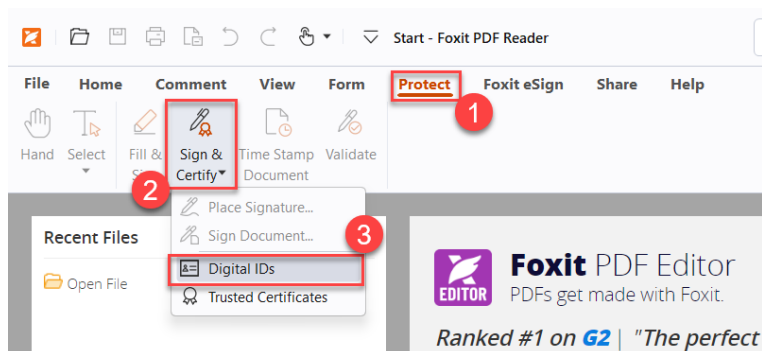 Start - Foxit PDF Reader
File Home Comment View Form Protect Foxit eSign Share Help
1
Hand Select Fill & Sign & Time Stamp Validate
Certify Document
2
Place Signature...
Recent Files Sign Document... 3
Digital IDs
Open File
Trusted Certificates
EDITOR
Foxit PDF Editor
PDFs get made with Foxit.
Ranked #1 on G2 | "The perfect